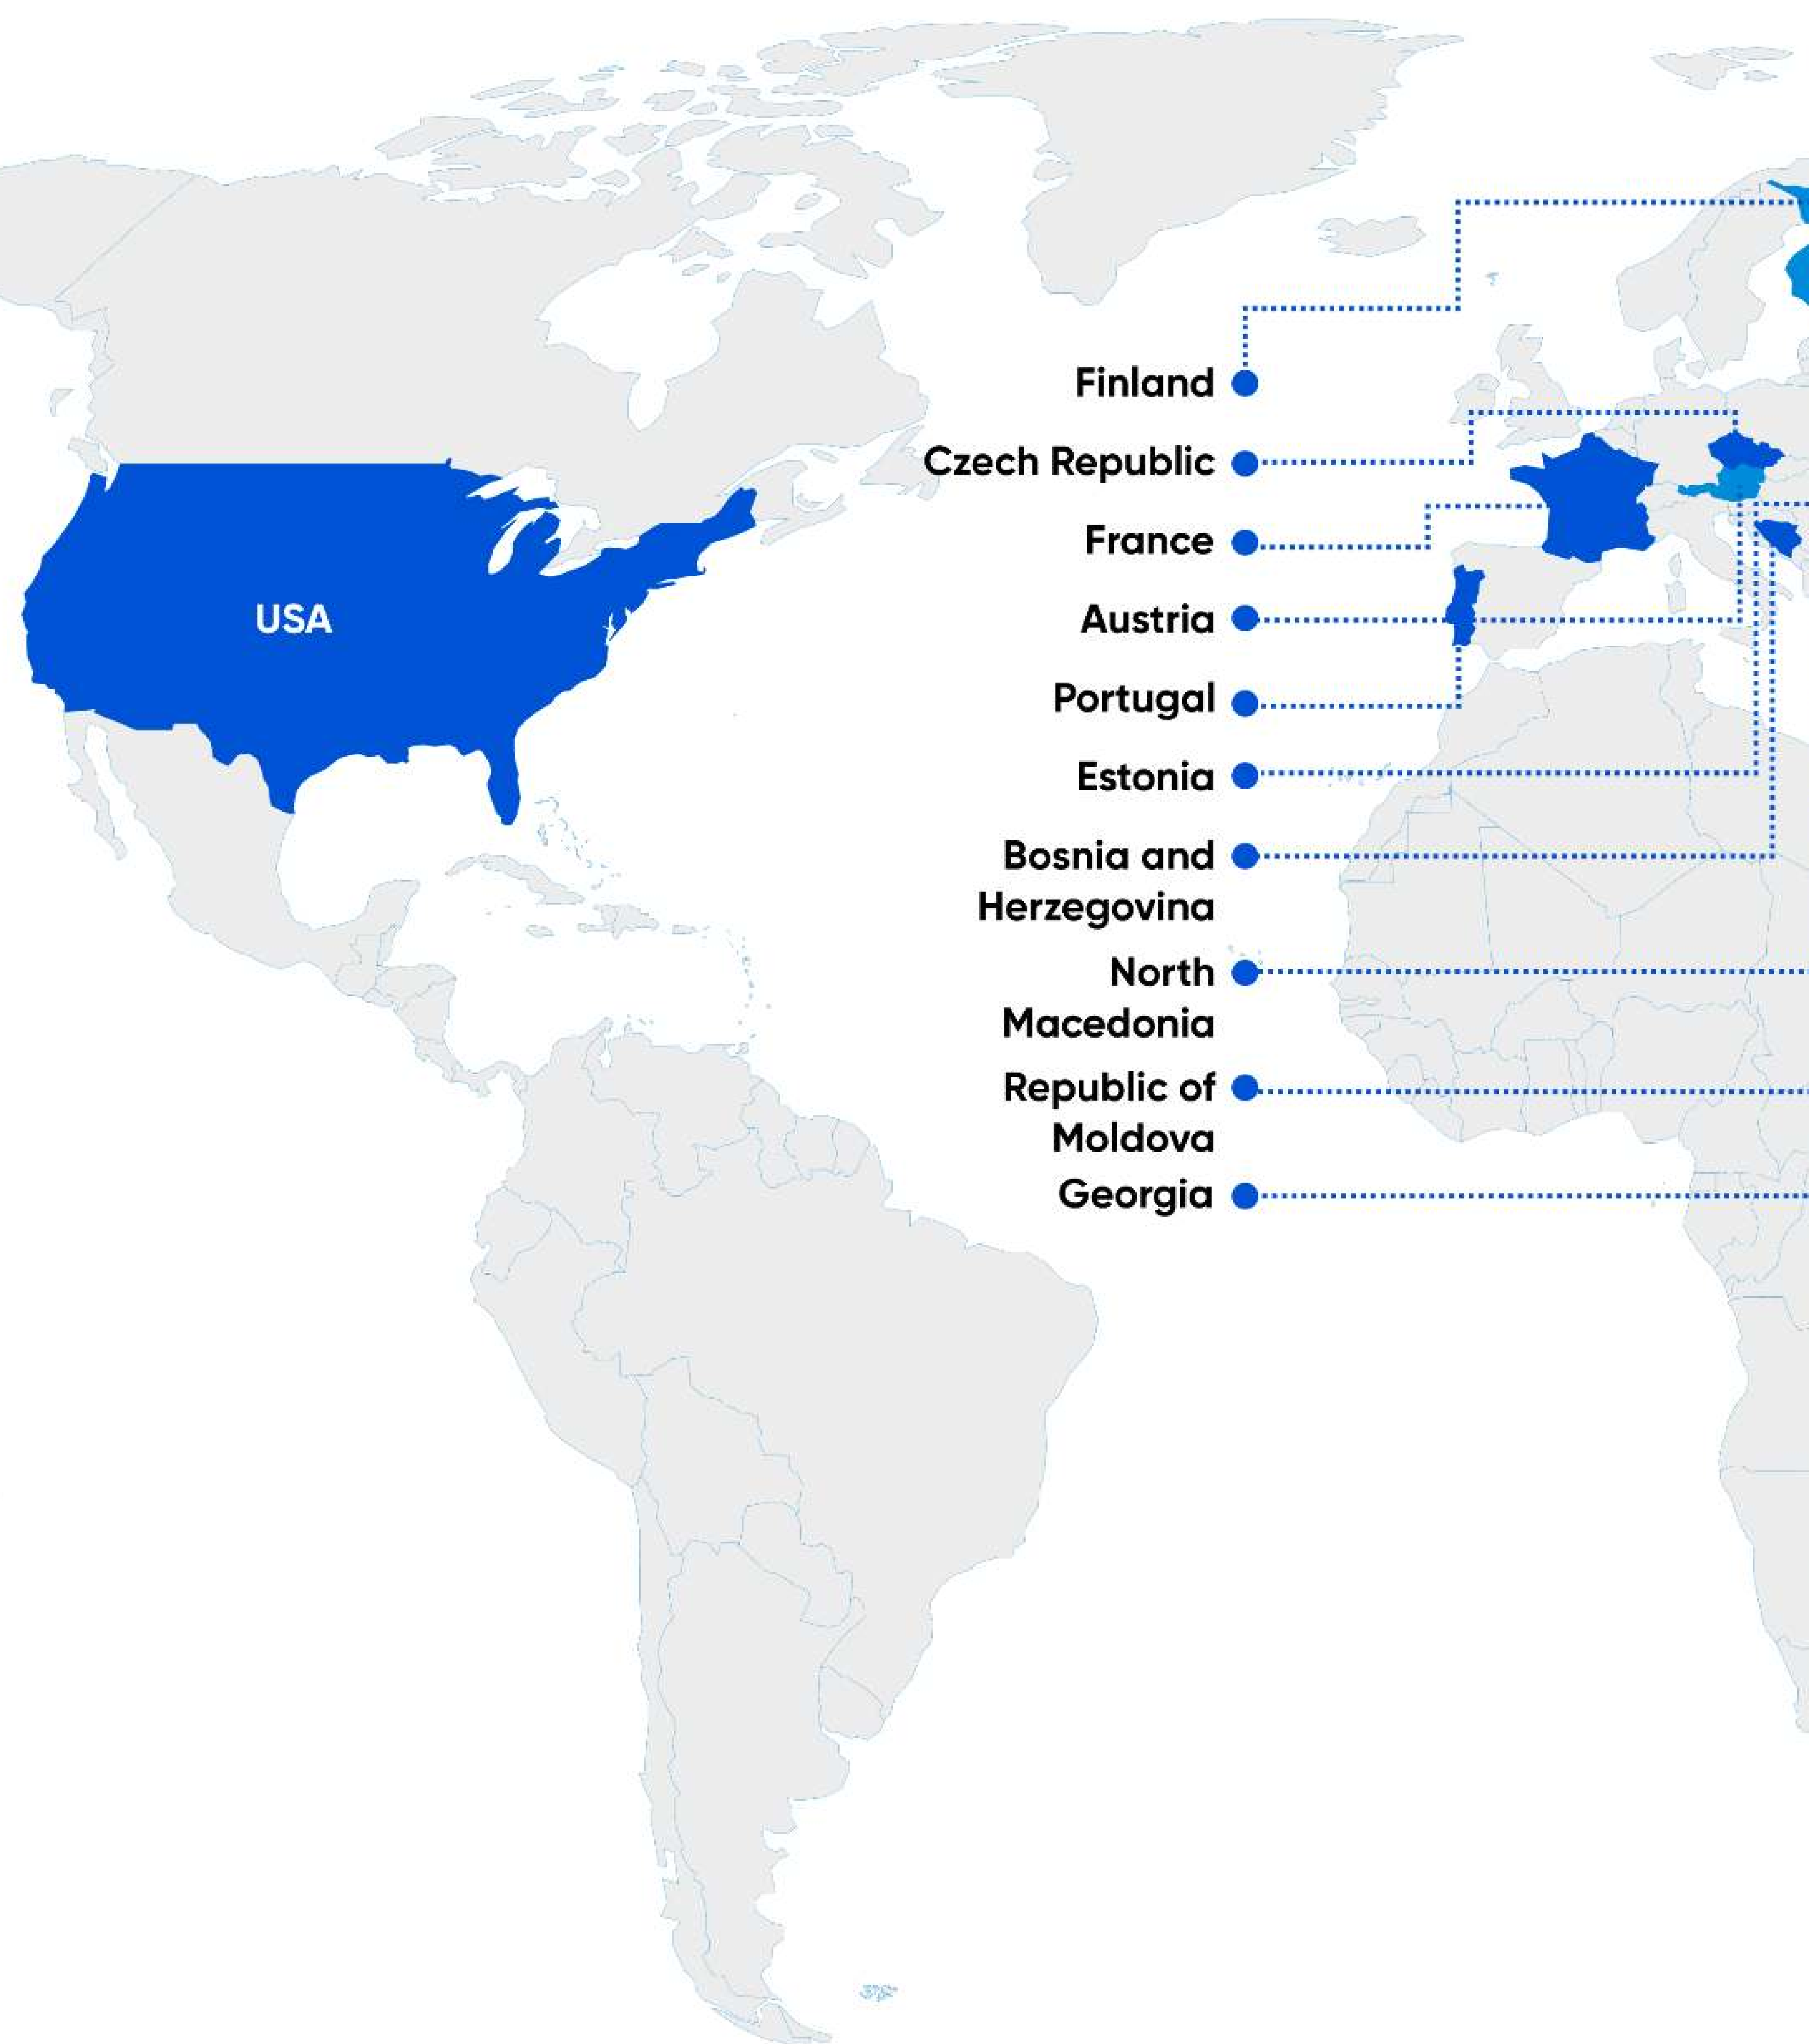 Finland
Czech Republic
France
USA
Austria
Portugal
Estonia
Bosnia and
Herzegovina
North
Macedonia
Republic of
Moldova
Georgia